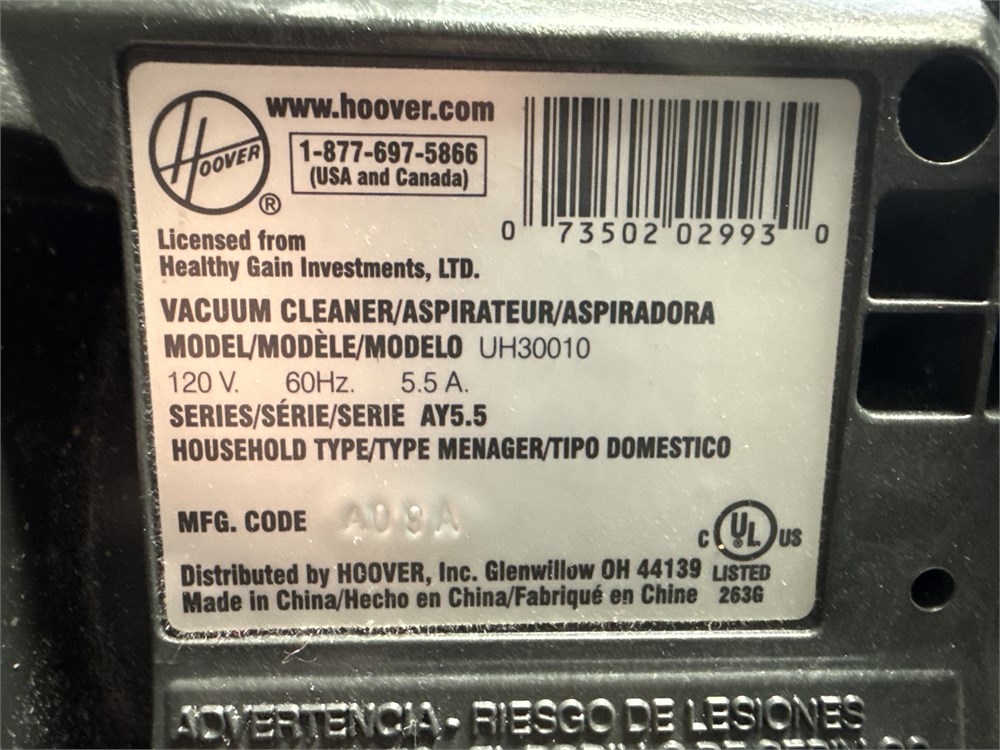 HOOVER
®
www.hoover.com
1-877-697-5866
(USA and Canada)
0 73502 02993 0
Licensed from
Healthy Gain Investments, LTD.
VACUUM CLEANER/ASPIRATEUR/ASPIRADORA
MODEL/MODÈLE/MODELO UH30010
120 V. 60Hz. 5.5 A.
SERIES/SÉRIE/SERIE AY5.5
HOUSEHOLD TYPE/TYPE MENAGER/TIPO DOMESTICO
MFG. CODE A09A
C UL US
LISTED
263G
Distributed by HOOVER, Inc. Glenwillow OH 44139
Made in China/Hecho en China/Fabriqué en Chine
ADVERTENCIA - RIESGO DE LESIONES